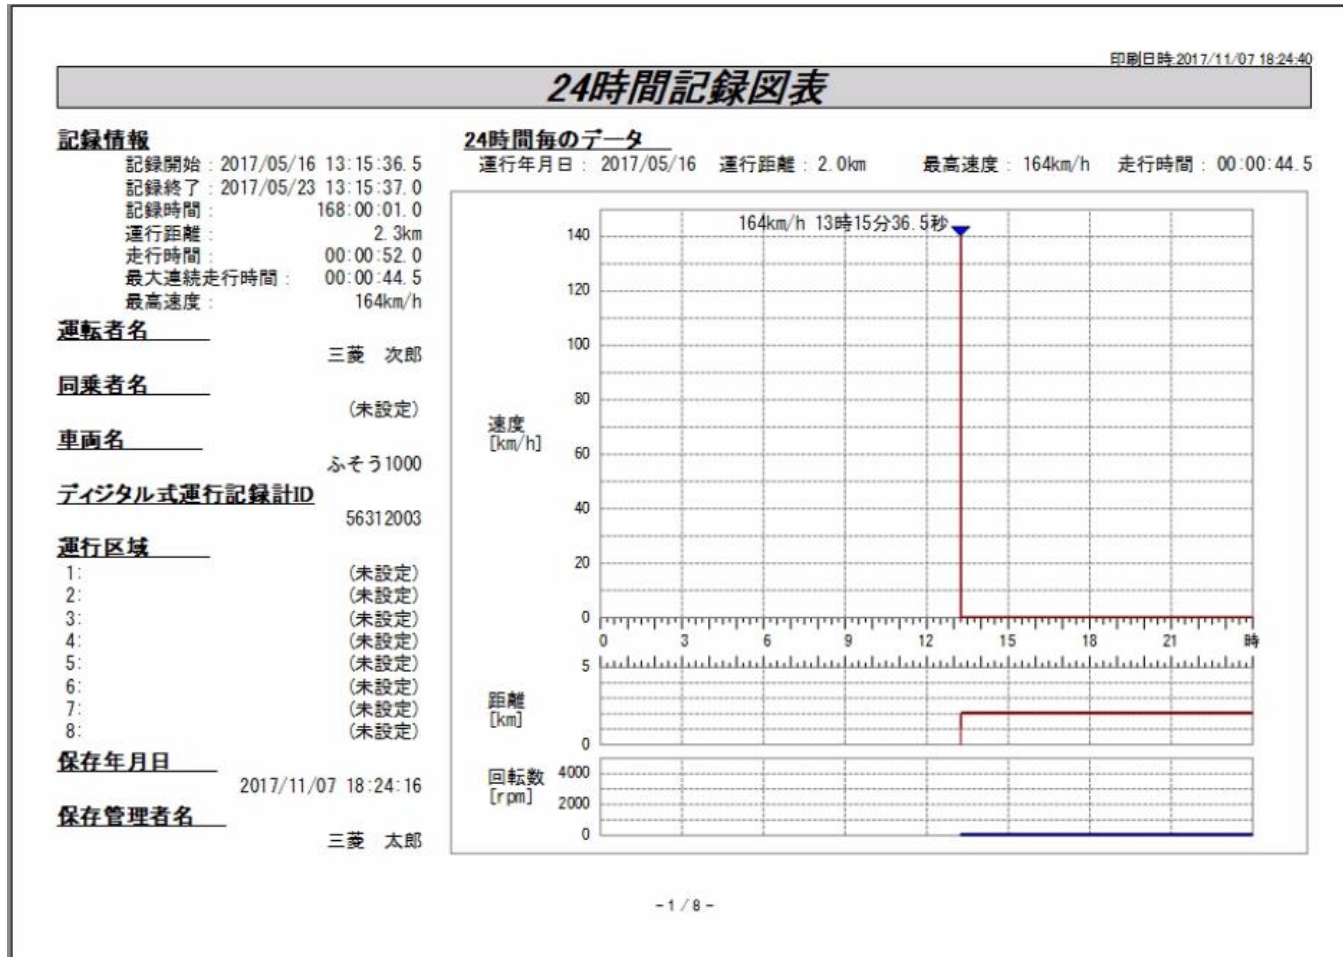 印刷日時:2017/11/07 18:24:40
24時間記録図表
記録情報
記録開始：2017/05/16 13:15:36.5
記録終了：2017/05/23 13:15:37.0
記録時間： 168:00:01.0
運行距離： 2.3km
走行時間： 00:00:52.0
最大連続走行時間： 00:00:44.5
最高速度： 164km/h
運転者名
三菱 次郎
同乗者名
(未設定)
車両名
ふそう1000
ディジタル式運行記録計ID
56312003
運行区域
1: (未設定)
2: (未設定)
3: (未設定)
4: (未設定)
5: (未設定)
6: (未設定)
7: (未設定)
8: (未設定)
保存年月日
2017/11/07 18:24:16
保存管理者名
三菱 太郎
24時間毎のデータ
運行年月日： 2017/05/16 運行距離：2.0km 最高速度：164km/h 走行時間：00:00:44.5
164km/h 13時15分36.5秒
140
120
100
80
速度
[km/h]
60
40
20
0
0 3 6 9 12 15 18 21 時
5
距離
[km]
0
回転数
[rpm]
4000
2000
0
-1/8-